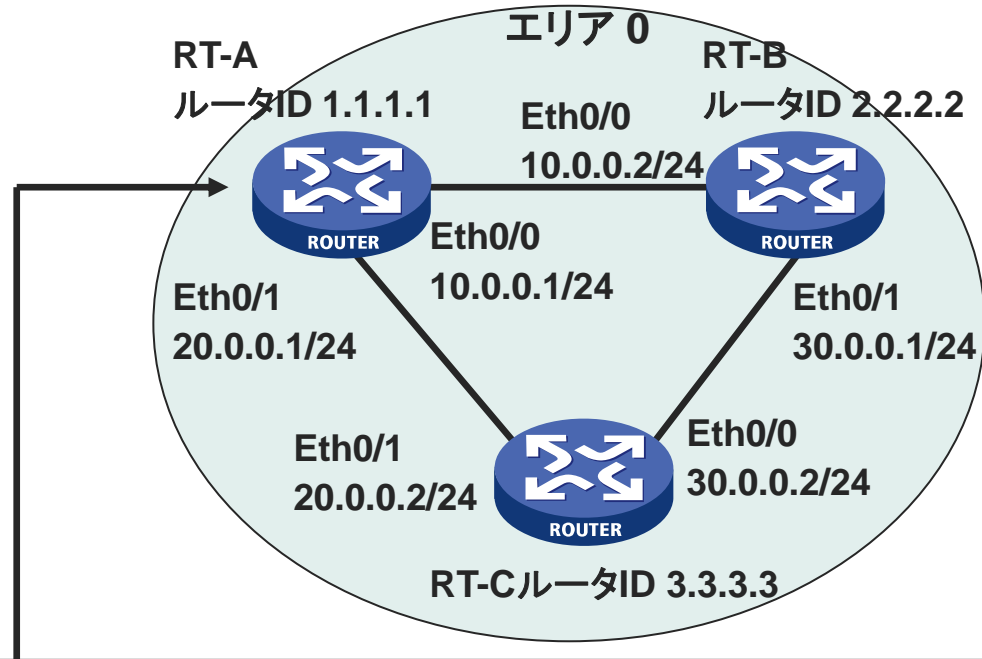 エリア 0
RT-A
ルータID 1.1.1.1
RT-B
ルータID 2.2.2.2
Eth0/0
10.0.0.2/24
ROUTER
ROUTER
Eth0/0
10.0.0.1/24
Eth0/1
20.0.0.1/24
Eth0/1
30.0.0.1/24
Eth0/1
20.0.0.2/24
Eth0/0
30.0.0.2/24
ROUTER
RT-CルータID 3.3.3.3